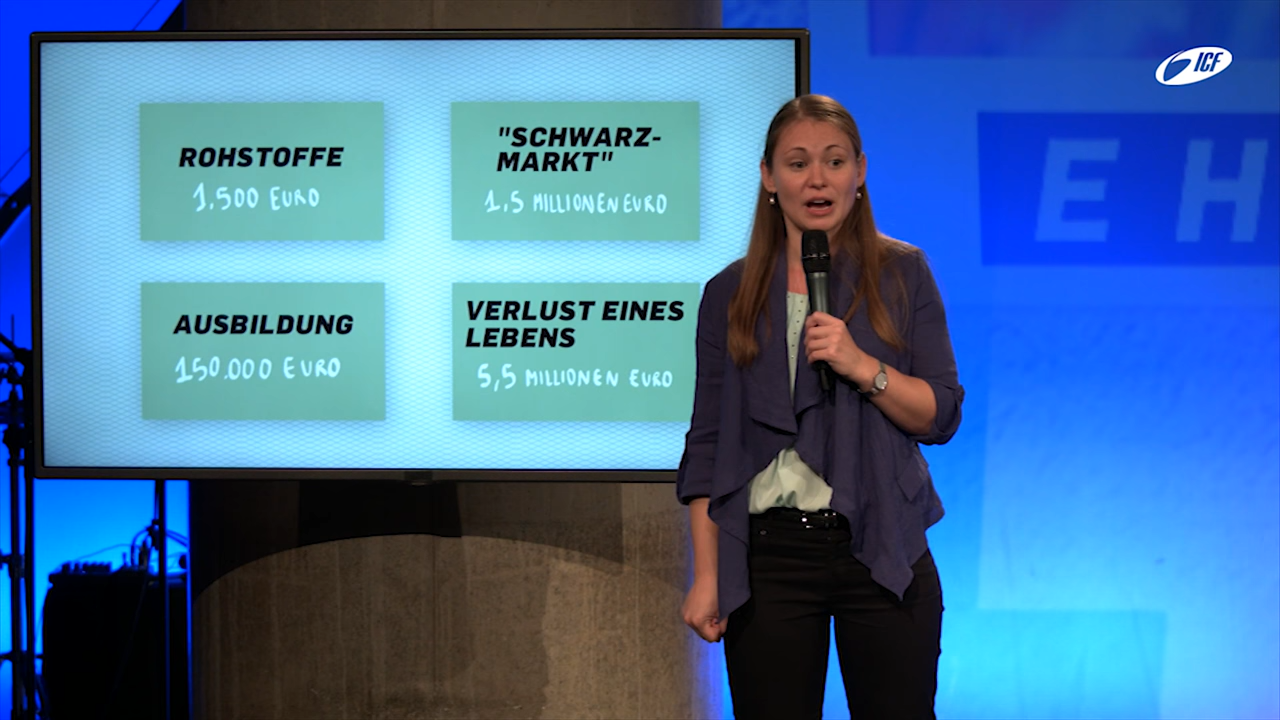 ROHSTOFFE
1.500 EURO
"SCHWARZ-
MARKT"
1,5 MILLIONEN EURO
AUSBILDUNG
150.000 EURO
VERLUST EINES
LEBENS
5,5 MILLIONEN EURO
ICF
E H